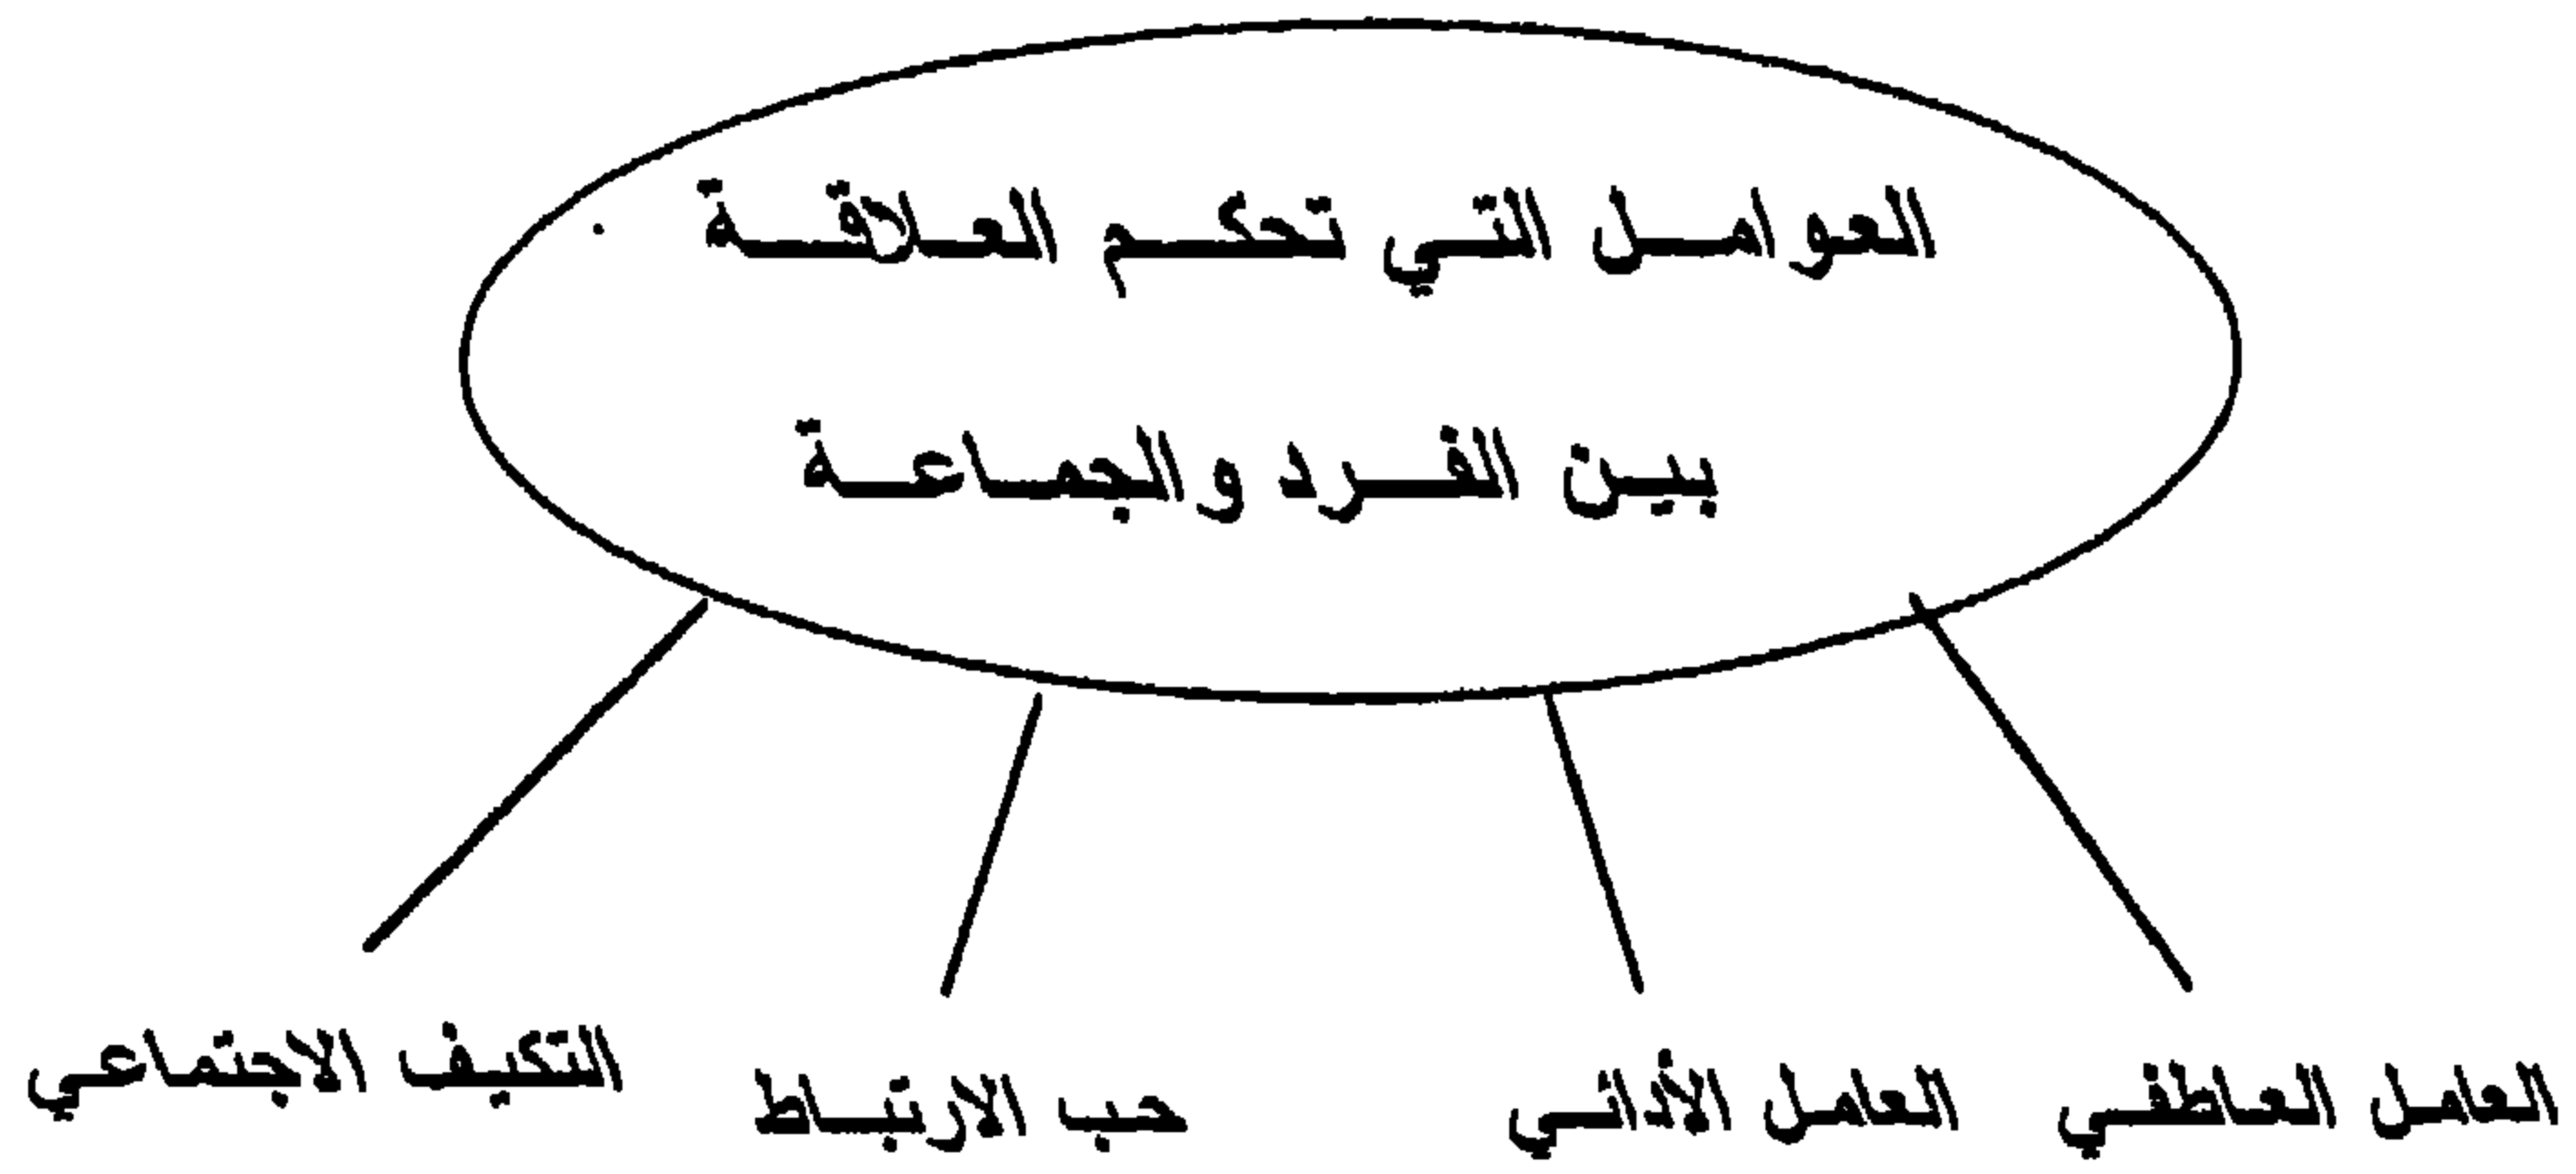 العوامل التي تحكم العلاقة
بين الفرد والجماعة
العامل العاطفي
العامل الأدائي
حب الارتباط
التكيف الاجتماعي